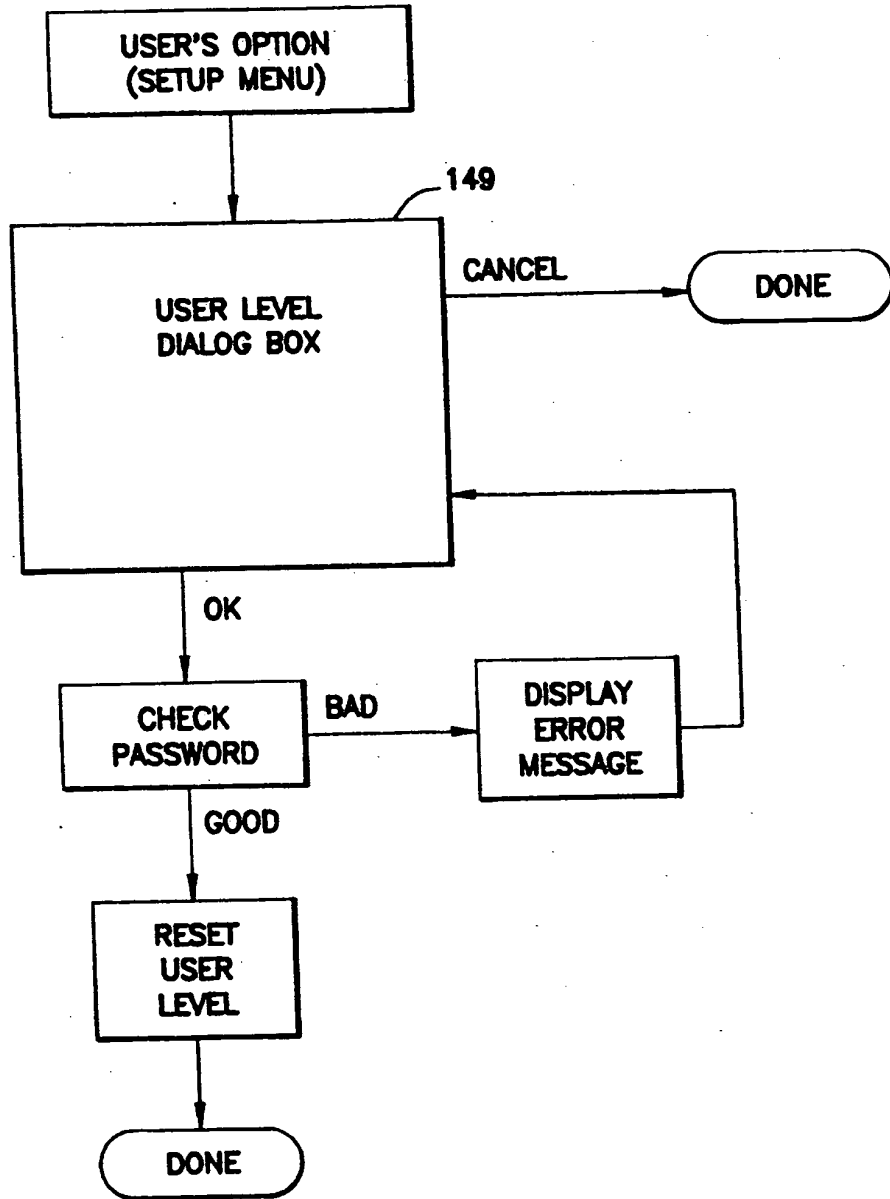 USER'S OPTION
(SETUP MENU)
149
USER LEVEL
DIALOG BOX
CANCEL
DONE
OK
CHECK
PASSWORD
BAD
DISPLAY
ERROR
MESSAGE
GOOD
RESET
USER
LEVEL
DONE